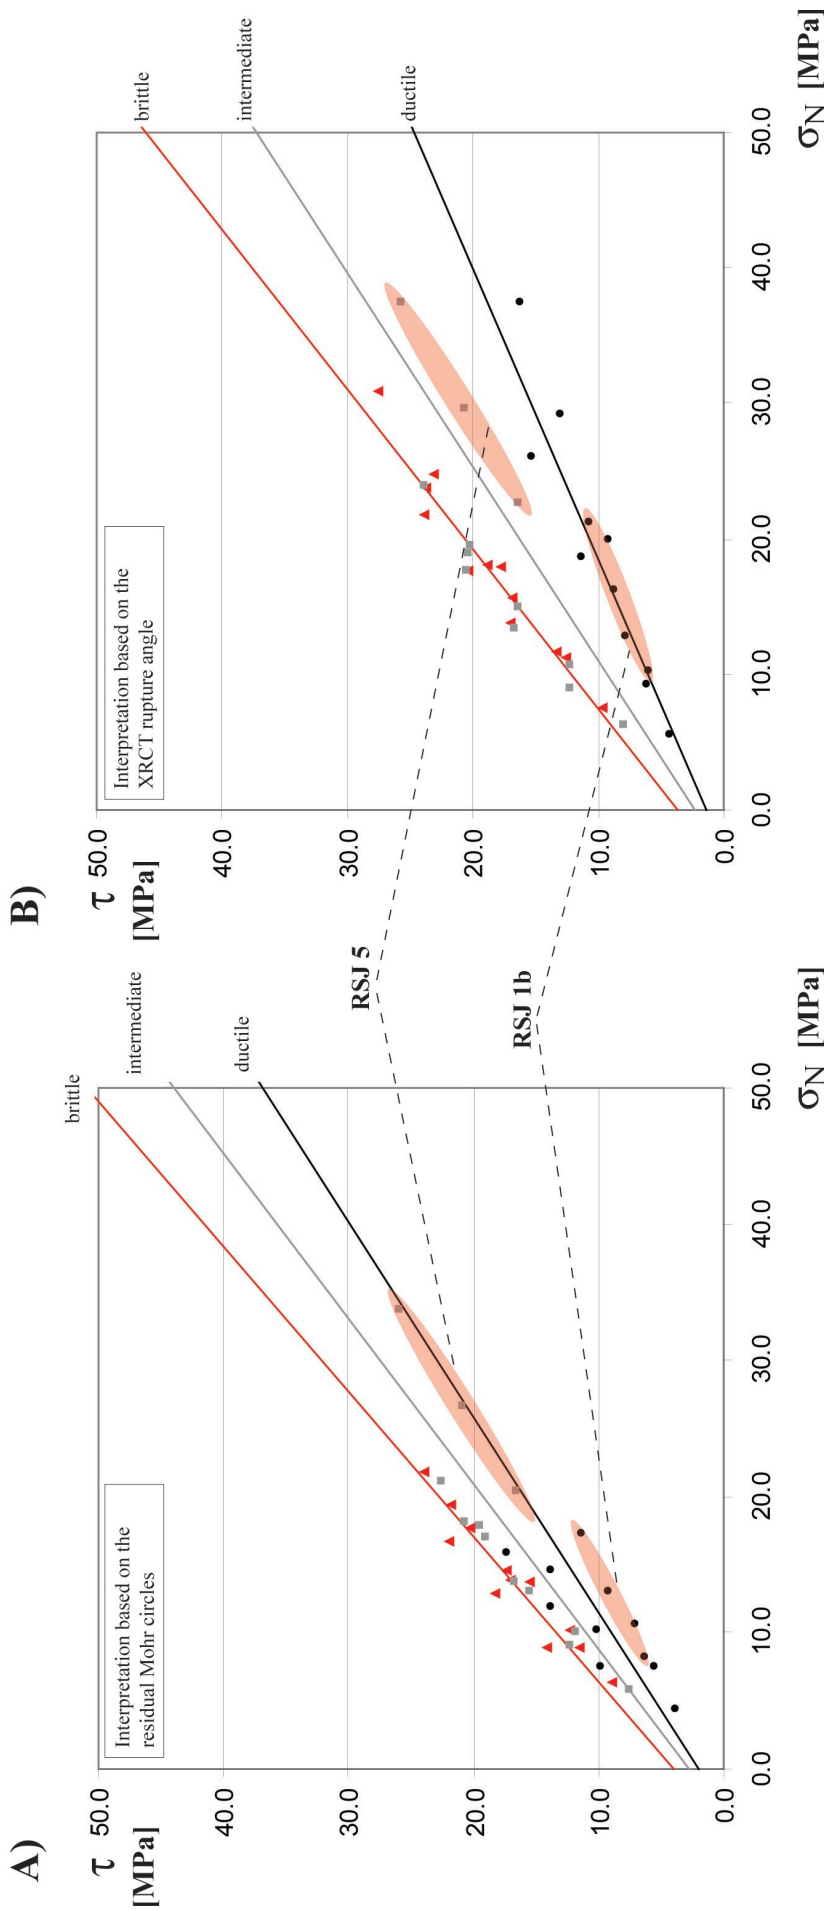 A)
τ
[MPa]
50.0
40.0
30.0
20.0
10.0
0.0
Interpretation based on the
residual Mohr circles
brittle
intermediate
ductile
0.0
10.0
20.0
30.0
40.0
50.0
σN [MPa]
RSJ 5
RSJ 1b
B)
τ
[MPa]
50.0
40.0
30.0
20.0
10.0
0.0
Interpretation based on the
XRCT rupture angle
brittle
intermediate
ductile
0.0
10.0
20.0
30.0
40.0
50.0
σN [MPa]